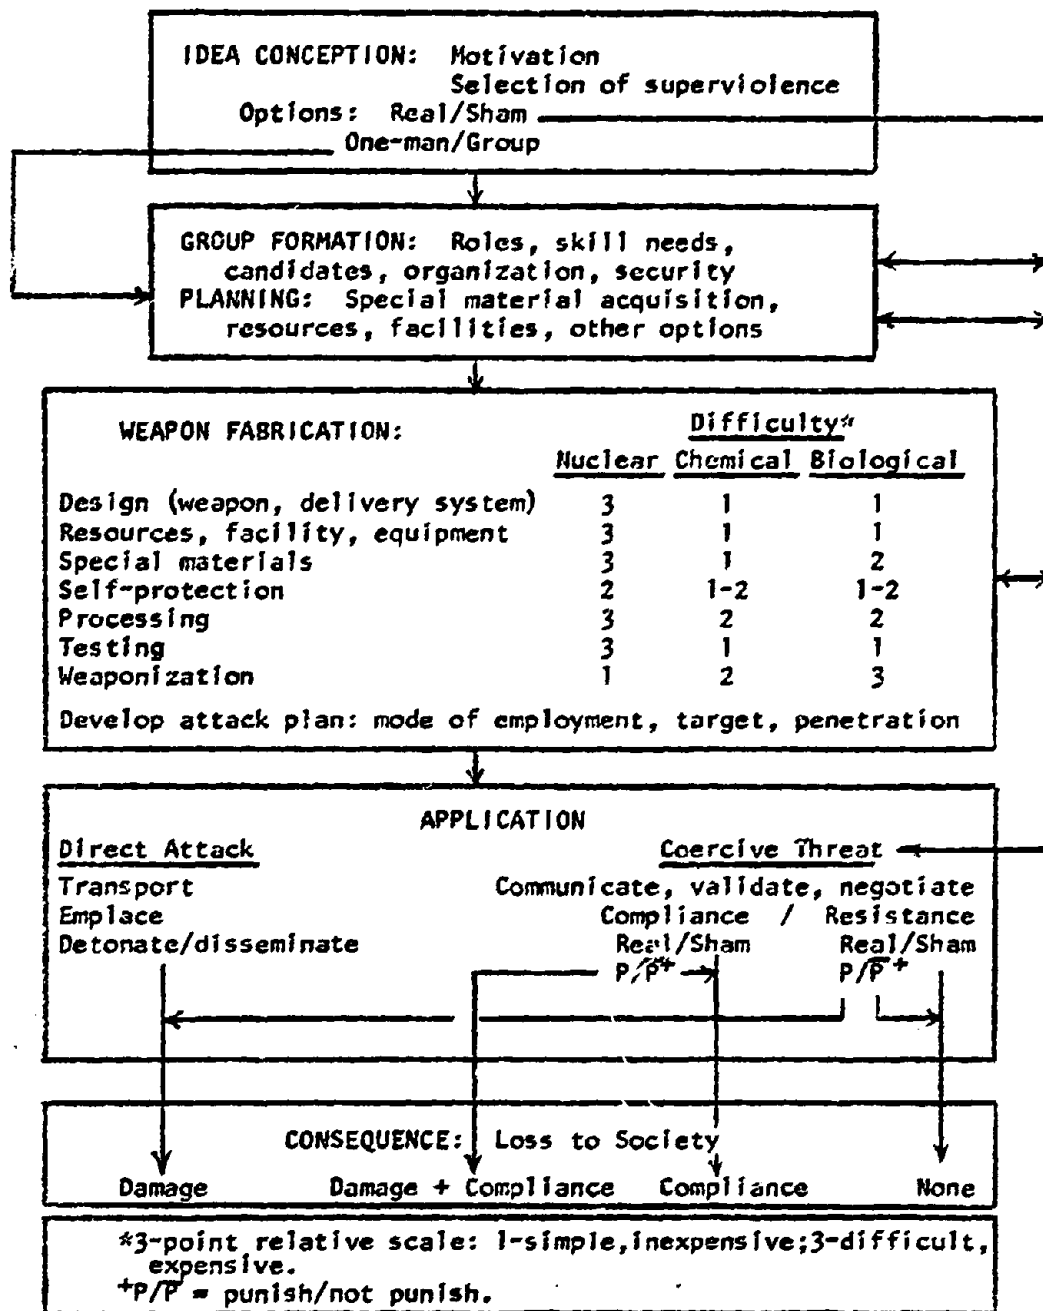 IDEA CONCEPTION: Motivation
Selection of superviolence
Options: Real/Sham
One-man/Group
GROUP FORMATION: Roles, skill needs,
candidates, organization, security
PLANNING: Special material acquisition,
resources, facilities, other options
WEAPON FABRICATION: Difficulty*
Nuclear Chemical Biological
Design (weapon, delivery system) 3 1 1
Resources, facility, equipment 3 1 1
Special materials 3 1 2
Self-protection 2 1-2 1-2
Processing 3 2 2
Testing 3 1 1
Weaponization 1 2 3
Develop attack plan: mode of employment, target, penetration
APPLICATION
Direct Attack Coercive Threat
Transport Communicate, validate, negotiate
Emplace Compliance / Resistance
Detonate/disseminate Real/Sham Real/Sham
P/P̅+ P/P̅+
CONSEQUENCE: Loss to Society
Damage Damage + Compliance Compliance None
*3-point relative scale: 1-simple,inexpensive;3-difficult,
expensive.
+P/P̅ = punish/not punish.